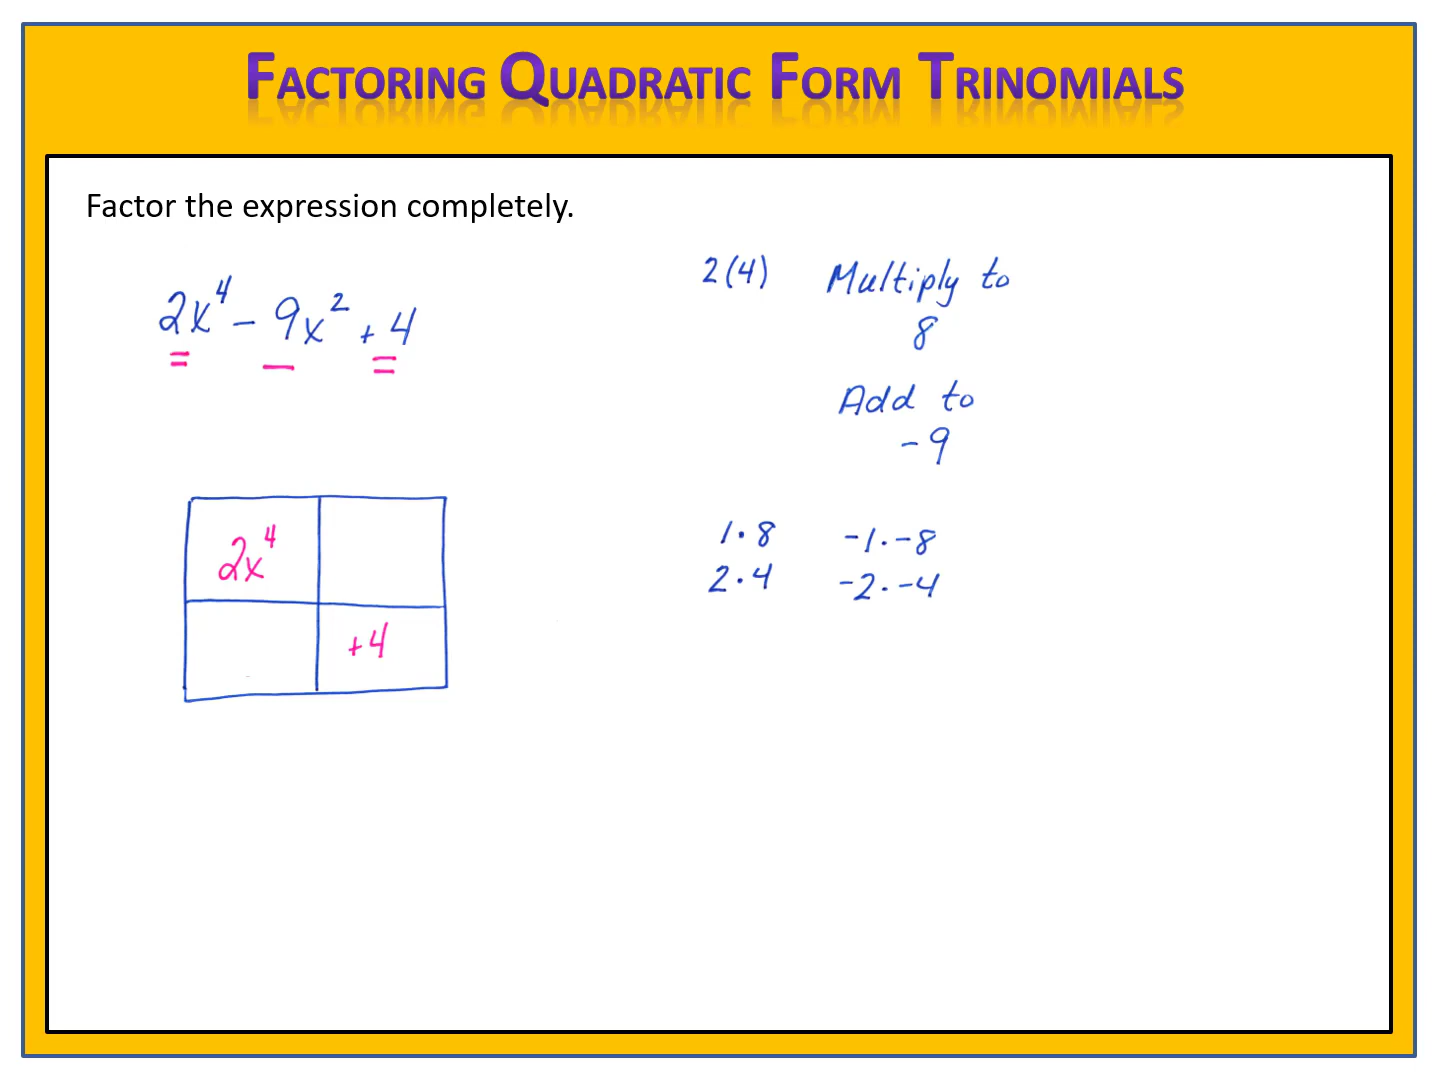 FACTORING QUADRATIC FORM TRINOMIALS
Factor the expression completely.
2x⁴ - 9x² + 4
2(4) Multiply to
8
Add to
-9
2x⁴
+4
1·8 -1·-8
2·4 -2·-4